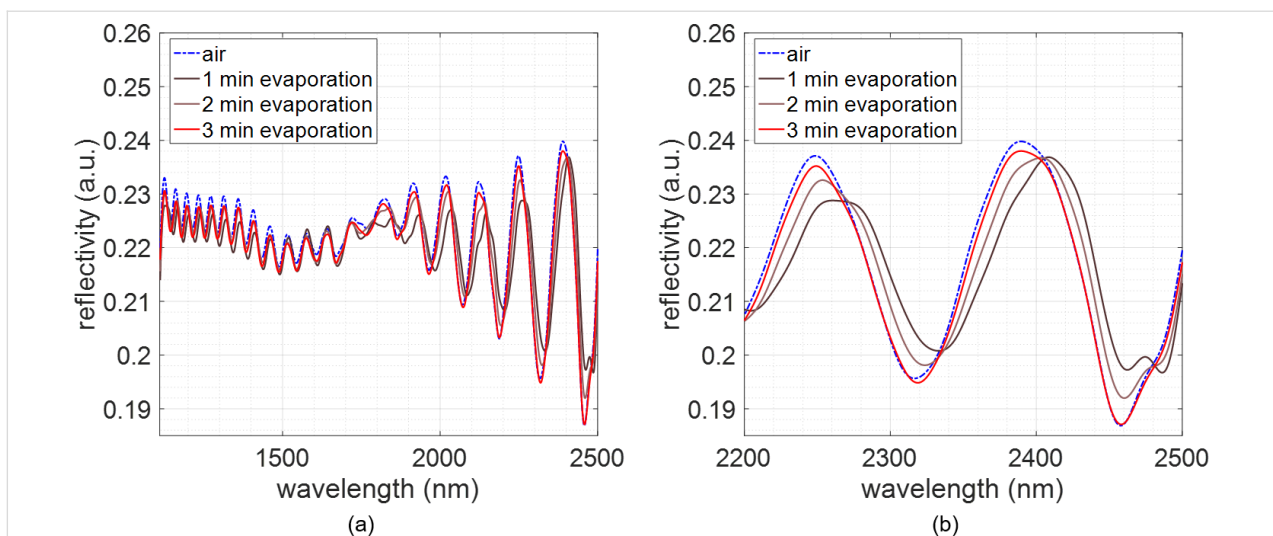 0.26
0.25
0.24
0.23
0.22
0.21
0.2
0.19
reflectivity (a.u.)
air
1 min evaporation
2 min evaporation
3 min evaporation
1500
2000
2500
wavelength (nm)
(a)
0.26
0.25
0.24
0.23
0.22
0.21
0.2
0.19
reflectivity (a.u.)
air
1 min evaporation
2 min evaporation
3 min evaporation
2200
2300
2400
2500
wavelength (nm)
(b)